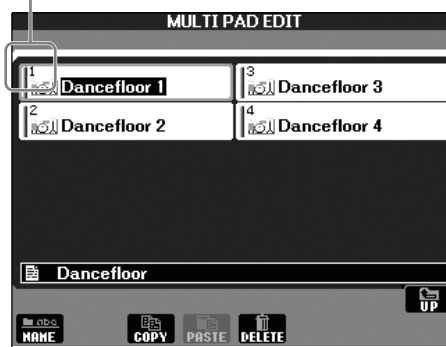 MULTI PAD EDIT
1
Dancefloor 1
2
Dancefloor 2
3
Dancefloor 3
4
Dancefloor 4
Dancefloor
UP
abc
NAME
COPY
PASTE
DELETE